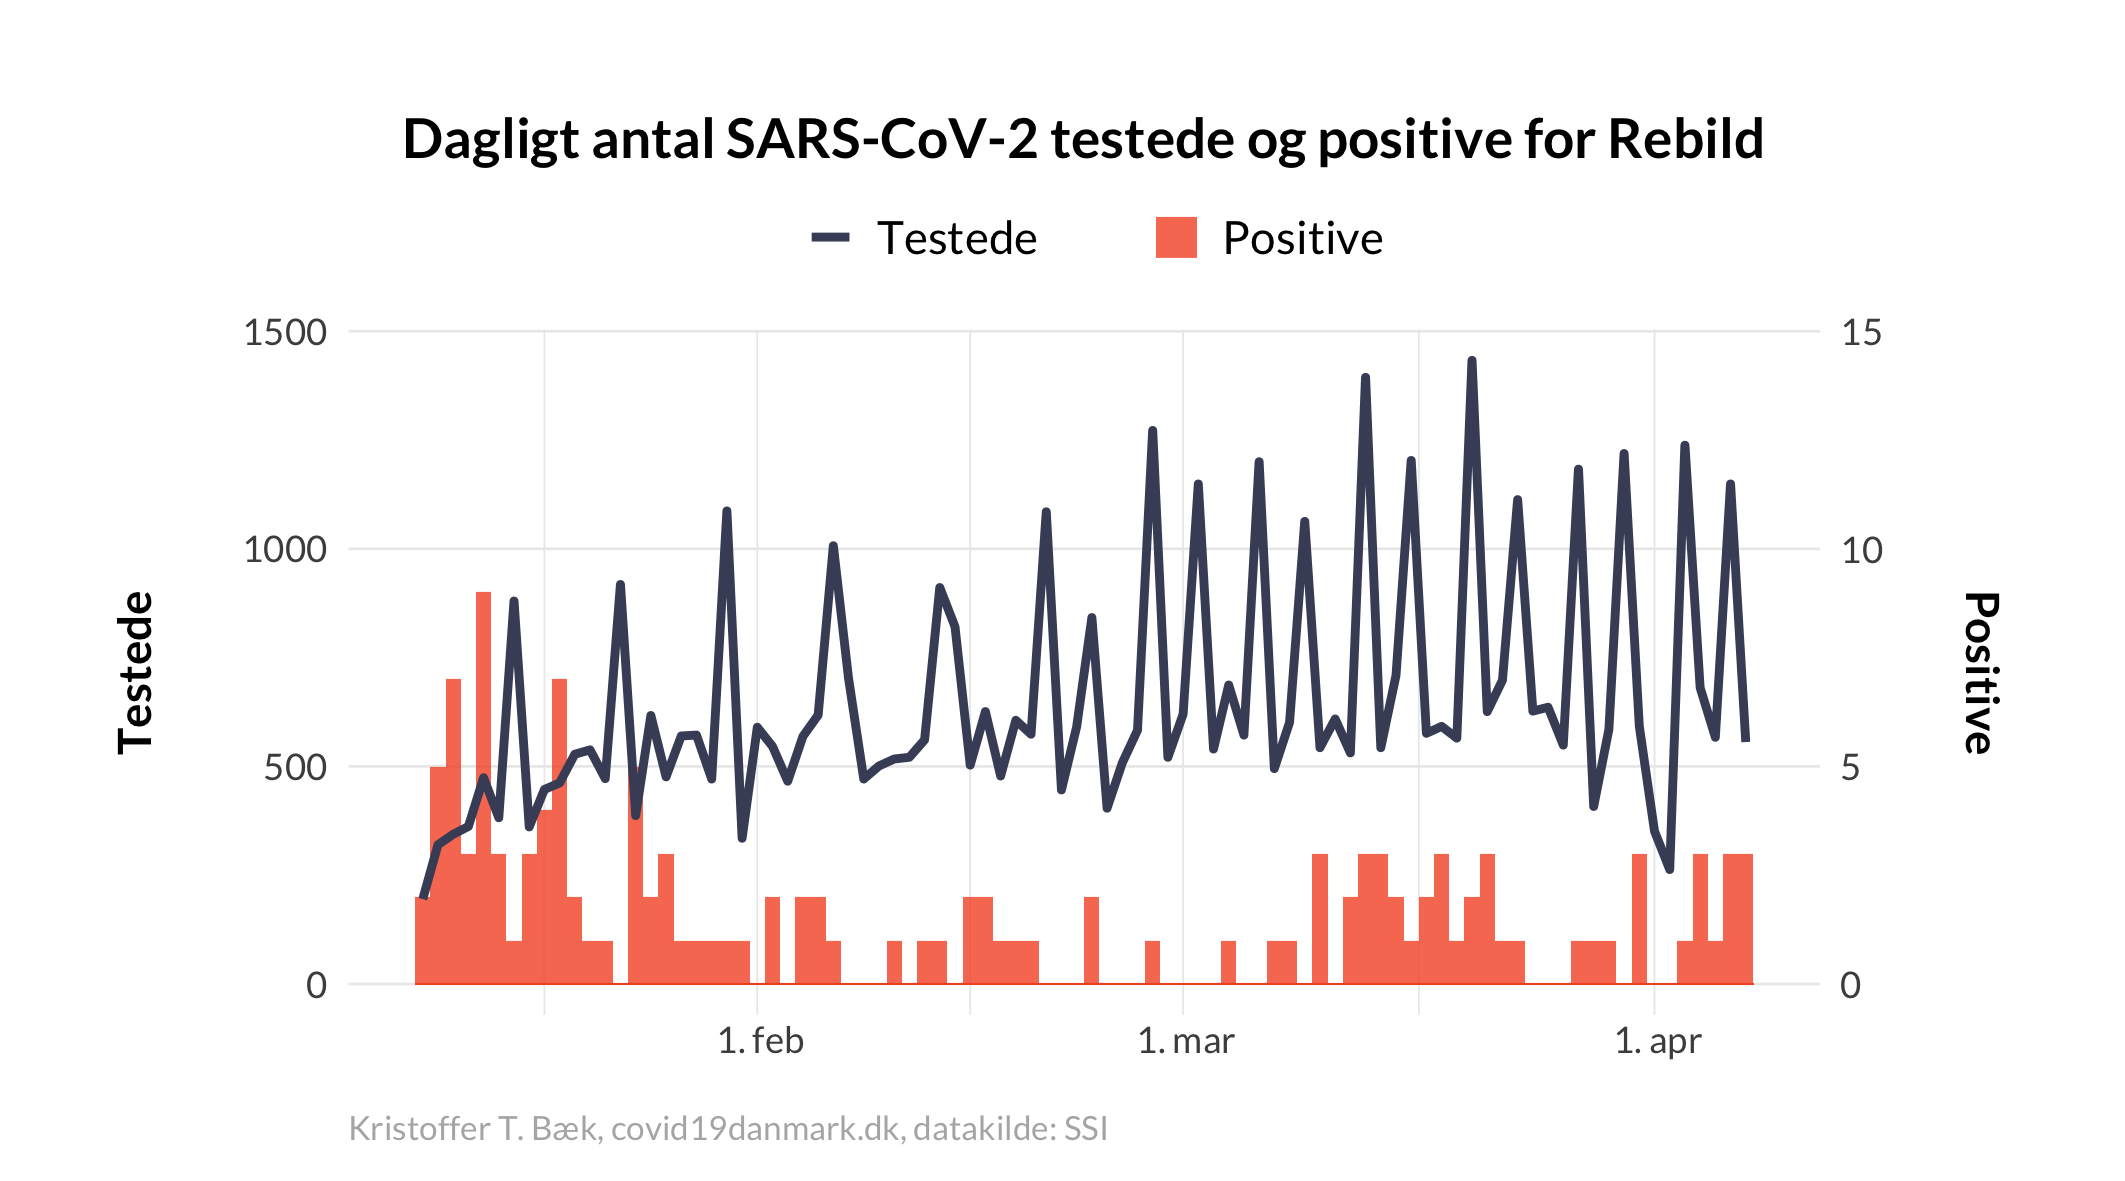 Dagligt antal SARS-CoV-2 testede og positive for Rebild
Testede Positive
1500 15
1000 10
500 5
0 0
Testede
Positive
1. feb 1. mar 1. apr
Kristoffer T. Bæk, covid19danmark.dk, datakilde: SSI